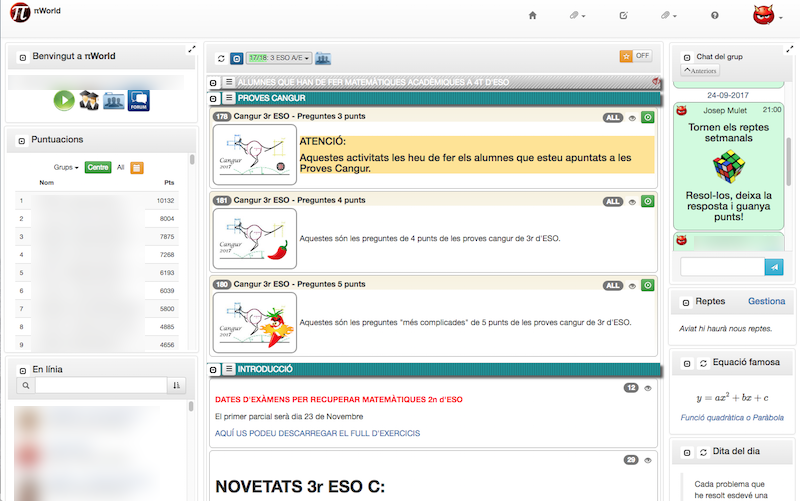 πWorld
Benvingut a πWorld
FORUM
Puntuacions
Grups Centre All
Nom Pts
1 10132
2 8004
3 7875
4 7268
5 6193
6 6039
7 5800
8 4885
9 4656
En línia
17/18: 3 ESO A/E
OFF
ALUMNES QUE HAN DE FER MATEMÀTIQUES ACADÈMIQUES A 4T D'ESO
PROVES CANGUR
178 Cangur 3r ESO - Preguntes 3 punts ALL
Cangur
2017
ATENCIÓ:
Aquestes activitats les heu de fer els alumnes que esteu apuntats a les
Proves Cangur.
181 Cangur 3r ESO - Preguntes 4 punts ALL
Cangur
2017
Aquestes són les preguntes de 4 punts de les proves cangur de 3r d'ESO.
180 Cangur 3r ESO - Preguntes 5 punts ALL
Cangur
2017
Aquestes són les preguntes "més complicades" de 5 punts de les proves cangur de 3r d'ESO.
INTRODUCCIÓ
12
DATES D'EXÀMENS PER RECUPERAR MATEMÀTIQUES 2n d'ESO
El primer parcial serà dia 23 de Novembre
AQUÍ US PODEU DESCARREGAR EL FULL D'EXERCICIS
29
NOVETATS 3r ESO C:
Chat del grup
Anteriors
24-09-2017
Josep Mulet 21:00
Tornen els reptes
setmanals
Resol-los, deixa la
resposta i guanya
punts!
Reptes Gestiona
Aviat hi haurà nous reptes.
Equació famosa
y = ax² + bx + c
Funció quadràtica o Paràbola
Dita del dia
Cada problema que
he resolt esdevé una